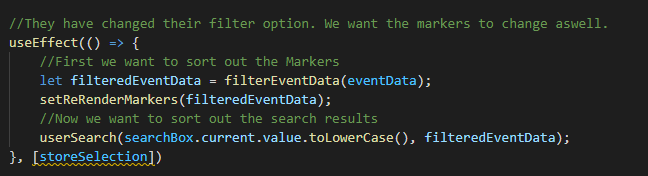 //They have changed their filter option. We want the markers to change aswell.
useEffect(() => {
//First we want to sort out the Markers
let filteredEventData = filterEventData(eventData);
setReRenderMarkers(filteredEventData);
//Now we want to sort out the search results
userSearch(searchBox.current.value.toLowerCase(), filteredEventData);
}, [storeSelection])